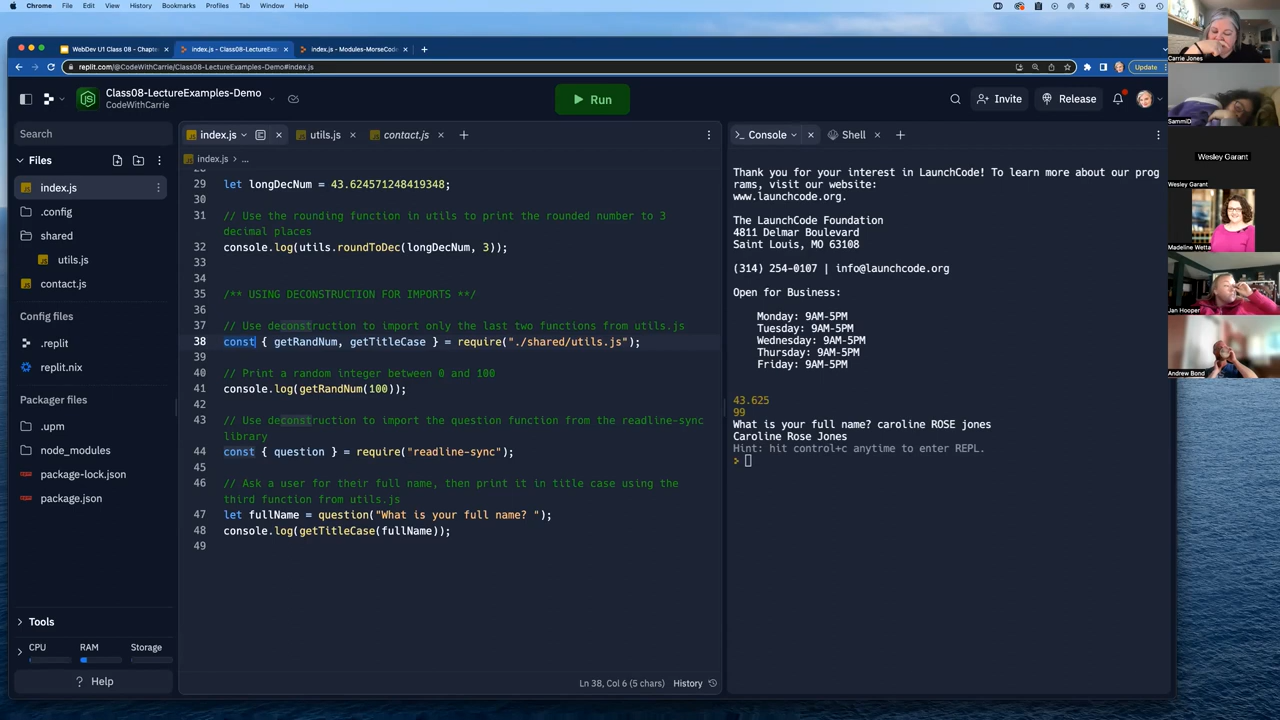 Chrome File Edit View History Bookmarks Profiles Tab Window Help
WebDev U1 Class 08 - Chapte
index.js - Class08-LectureExam
index.js - Modules-MorseCod
replit.com/@CodeWithCarrie/Class08-LectureExamples-Demo#index.js
Update
Class08-LectureExamples-Demo
CodeWithCarrie
Run
Invite
Release
Search
Files
index.js
.config
shared
utils.js
contact.js
Config files
.replit
replit.nix
Packager files
.upm
node_modules
package-lock.json
package.json
Tools
CPU RAM Storage
? Help
index.js
utils.js
contact.js
index.js > ...
28
29 let longDecNum = 43.624571248419348;
30
31 // Use the rounding function in utils to print the rounded number to 3
decimal places
32 console.log(utils.roundToDec(longDecNum, 3));
33
34
35 /** USING DECONSTRUCTION FOR IMPORTS **/
36
37 // Use deconstruction to import only the last two functions from utils.js
38 const { getRandNum, getTitleCase } = require("./shared/utils.js");
39
40 // Print a random integer between 0 and 100
41 console.log(getRandNum(100));
42
43 // Use deconstruction to import the question function from the readline-sync
library
44 const { question } = require("readline-sync");
45
46 // Ask a user for their full name, then print it in title case using the
third function from utils.js
47 let fullName = question("What is your full name? ");
48 console.log(getTitleCase(fullName));
49
Ln 38, Col 6 (5 chars) History
Console
Shell
Thank you for your interest in LaunchCode! To learn more about our prog
rams, visit our website:
www.launchcode.org.
The LaunchCode Foundation
4811 Delmar Boulevard
Saint Louis, MO 63108
(314) 254-0107 | info@launchcode.org
Open for Business:
Monday: 9AM-5PM
Tuesday: 9AM-5PM
Wednesday: 9AM-5PM
Thursday: 9AM-5PM
Friday: 9AM-5PM
43.625
99
What is your full name? caroline ROSE jones
Caroline Rose Jones
Hint: hit control+c anytime to enter REPL.
>
Carrie Jones
SammiD
Wesley Garant
Wesley Garant
Madeline Wetta
Jan Hooper
Andrew Bond